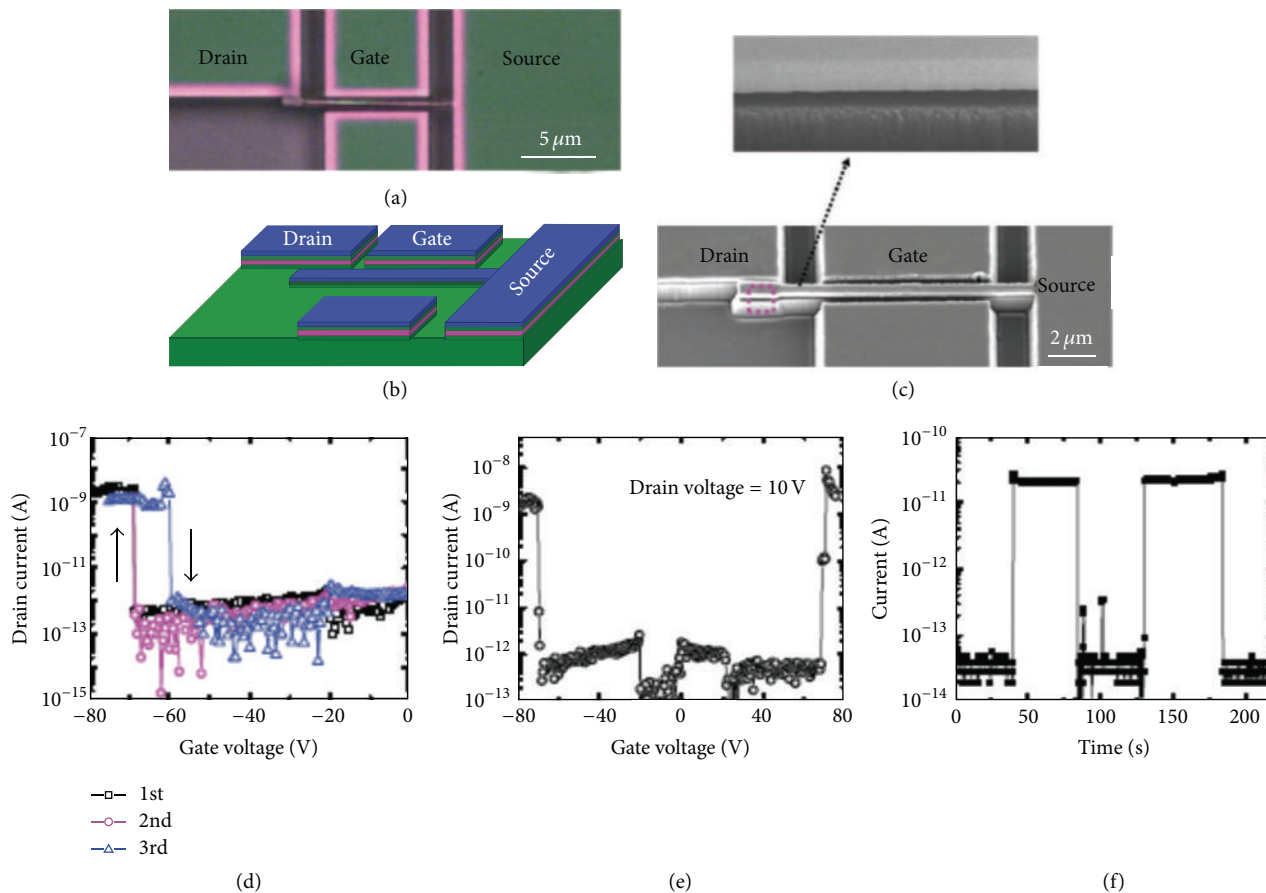 Drain
Gate
Source
5 μm
(a)
Drain
Gate
Source
(b)
Drain
Gate
Source
2 μm
(c)
10⁻⁷
10⁻⁹
10⁻¹¹
10⁻¹³
10⁻¹⁵
Drain current (A)
−80
−60
−40
−20
0
Gate voltage (V)
1st
2nd
3rd
(d)
10⁻⁸
10⁻⁹
10⁻¹⁰
10⁻¹¹
10⁻¹²
10⁻¹³
Drain current (A)
Drain voltage = 10 V
−80
−40
0
40
80
Gate voltage (V)
(e)
10⁻¹⁰
10⁻¹¹
10⁻¹²
10⁻¹³
10⁻¹⁴
Current (A)
0
50
100
150
200
Time (s)
(f)